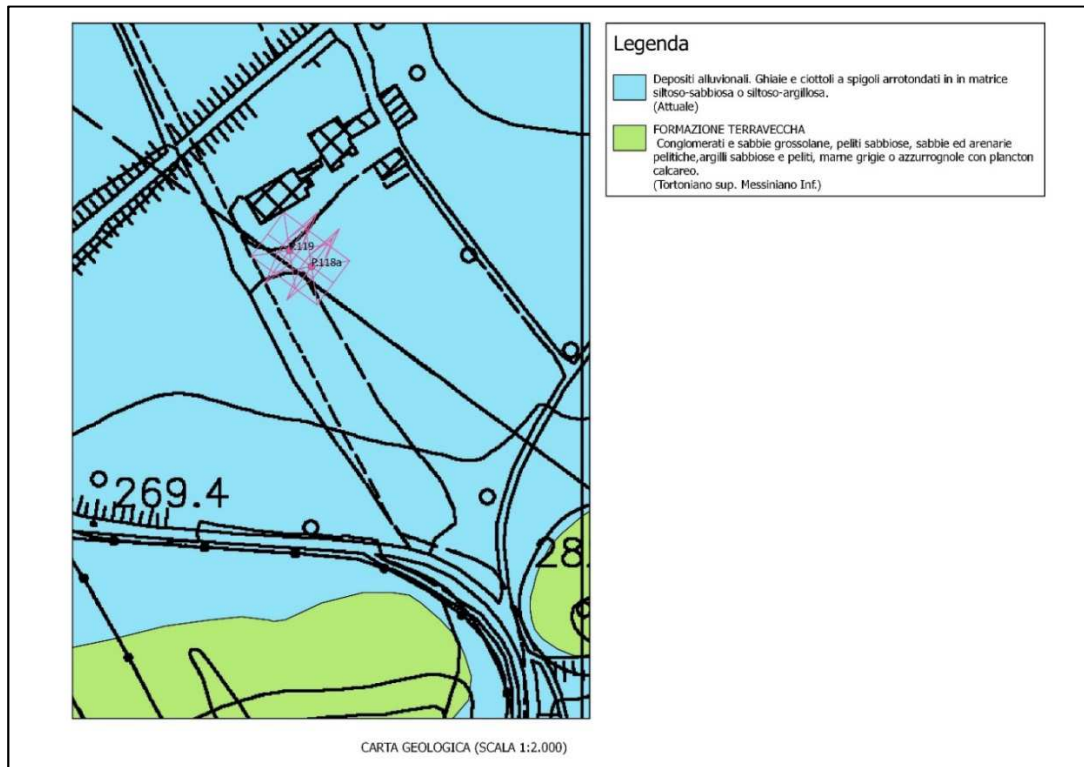 Legenda
Depositi alluvionali. Ghiaie e ciottoli a spigoli arrotondati in in matrice
siltoso-sabbiosa o siltoso-argillosa.
(Attuale)
FORMAZIONE TERRAVECCHA
Conglomerati e sabbie grossolane, peliti sabbiose, sabbie ed arenarie
pelitiche,argilli sabbiose e peliti, marne grigie o azzurrognole con plancton
calcareo.
(Tortoniano sup. Messiniano Inf.)
P.119
P.118a
269.4
28
CARTA GEOLOGICA (SCALA 1:2.000)